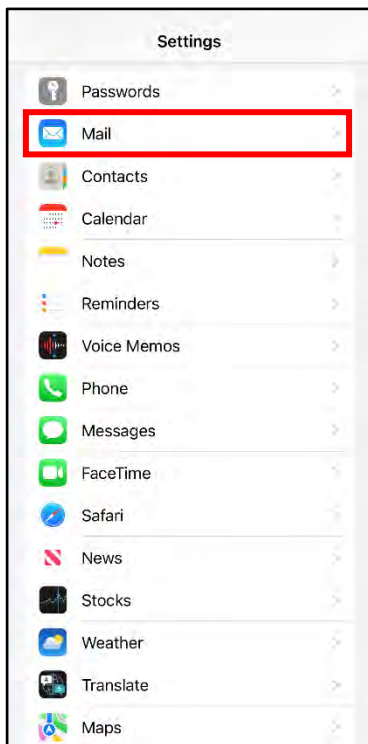 Settings
Passwords
Mail
Contacts
Calendar
Notes
Reminders
Voice Memos
Phone
Messages
FaceTime
Safari
News
Stocks
Weather
Translate
Maps